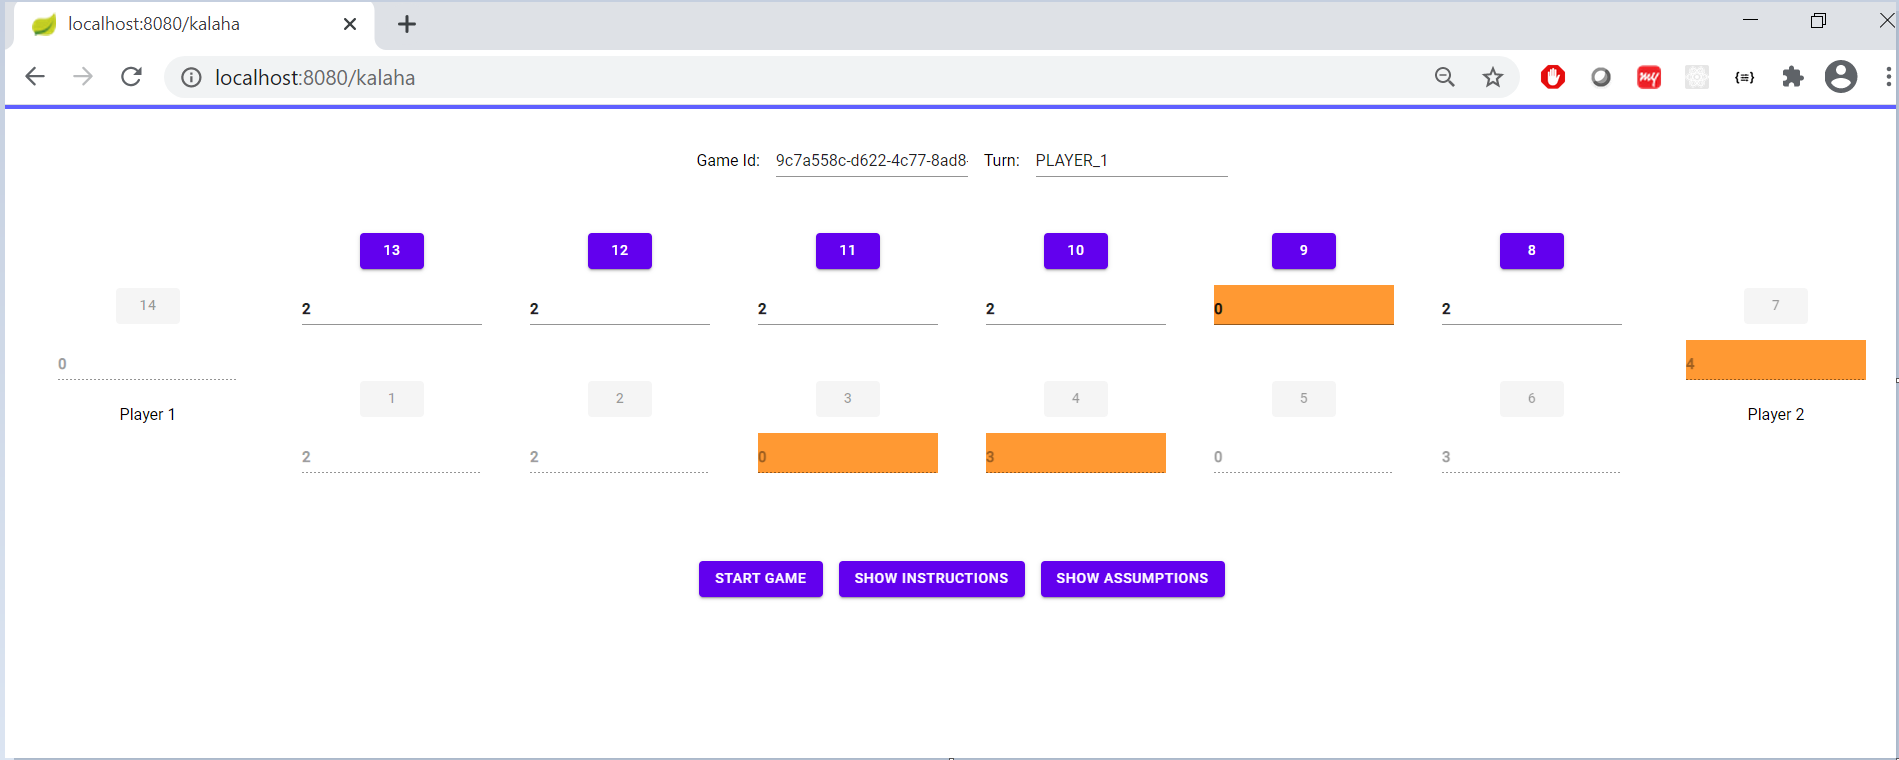 localhost:8080/kalaha
localhost:8080/kalaha
my
{≡}
Game Id: 9c7a558c-d622-4c77-8ad8- Turn: PLAYER_1
13 12 11 10 9 8
14 7
2 2 2 2 0 2
0 4
1 2 3 4 5 6
Player 1 Player 2
2 2 0 3 0 3
START GAME SHOW INSTRUCTIONS SHOW ASSUMPTIONS